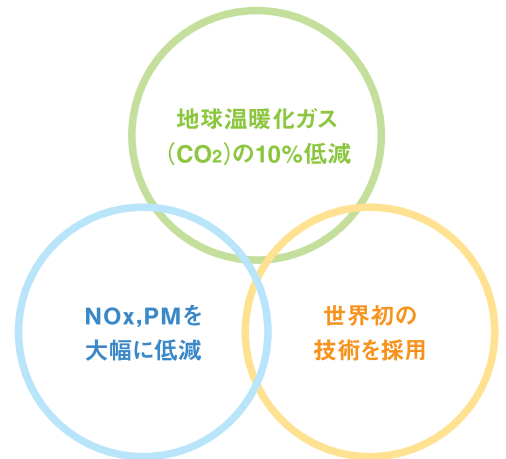 地球温暖化ガス
(CO2)の10%低減
NOx,PMを
大幅に低減
世界初の
技術を採用